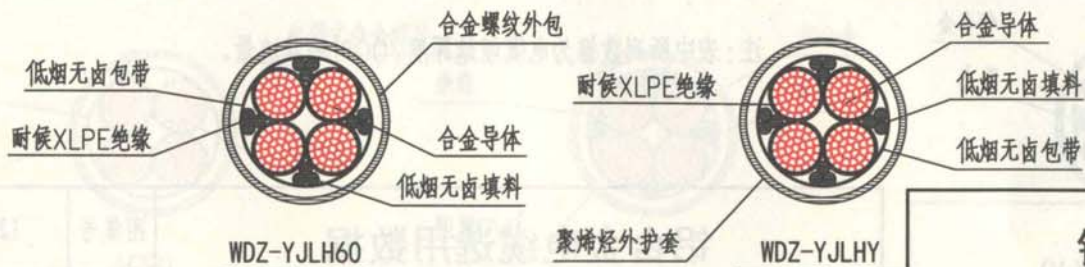 合金螺纹外包
低烟无卤包带
耐候XLPE绝缘
合金导体
低烟无卤填料
WDZ-YJLH60
合金导体
耐候XLPE绝缘
低烟无卤填料
低烟无卤包带
聚烯烃外护套
WDZ-YJLHY